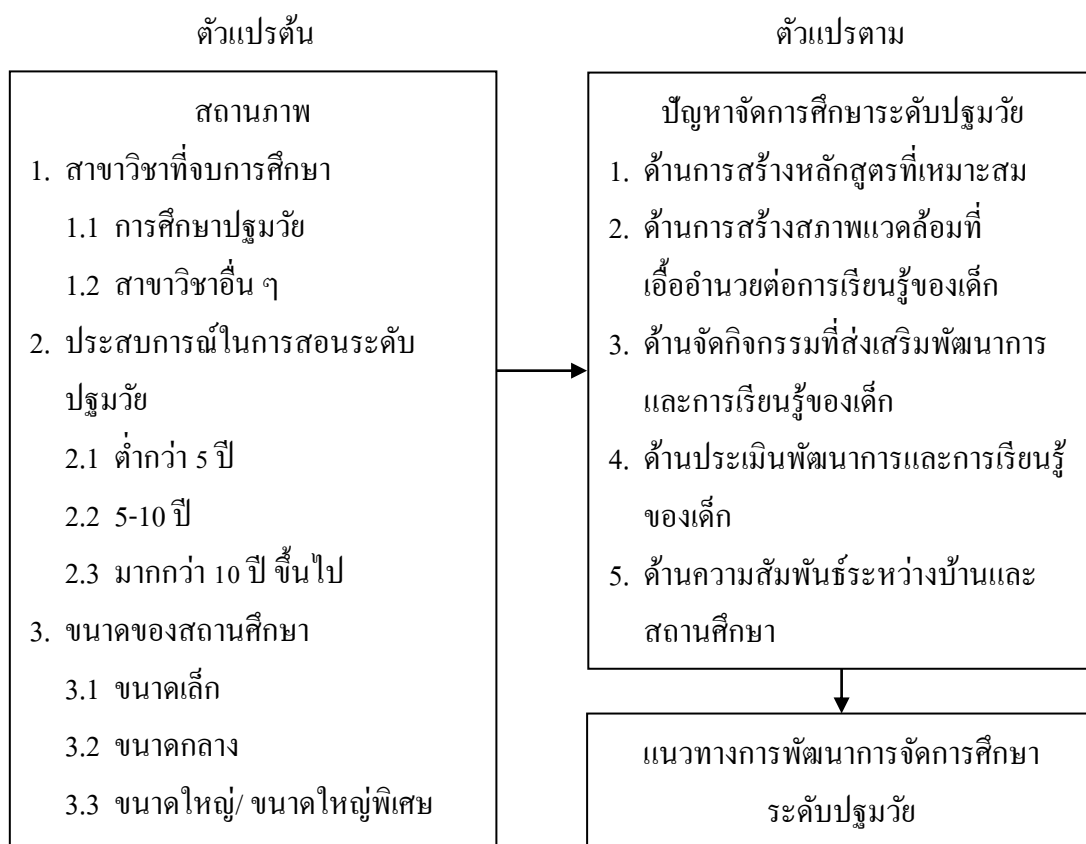 ตัวแปรต้น
สถานภาพ
1. สาขาวิชาที่จบการศึกษา
1.1 การศึกษาปฐมวัย
1.2 สาขาวิชาอื่น ๆ
2. ประสบการณ์ในการสอนระดับ
ปฐมวัย
2.1 ต่ำกว่า 5 ปี
2.2 5-10 ปี
2.3 มากกว่า 10 ปี ขึ้นไป
3. ขนาดของสถานศึกษา
3.1 ขนาดเล็ก
3.2 ขนาดกลาง
3.3 ขนาดใหญ่/ ขนาดใหญ่พิเศษ
ตัวแปรตาม
ปัญหาจัดการศึกษาระดับปฐมวัย
1. ด้านการสร้างหลักสูตรที่เหมาะสม
2. ด้านการสร้างสภาพแวดล้อมที่
เอื้ออำนวยต่อการเรียนรู้ของเด็ก
3. ด้านจัดกิจกรรมที่ส่งเสริมพัฒนาการ
และการเรียนรู้ของเด็ก
4. ด้านประเมินพัฒนาการและการเรียนรู้
ของเด็ก
5. ด้านความสัมพันธ์ระหว่างบ้านและ
สถานศึกษา
แนวทางการพัฒนาการจัดการศึกษา
ระดับปฐมวัย